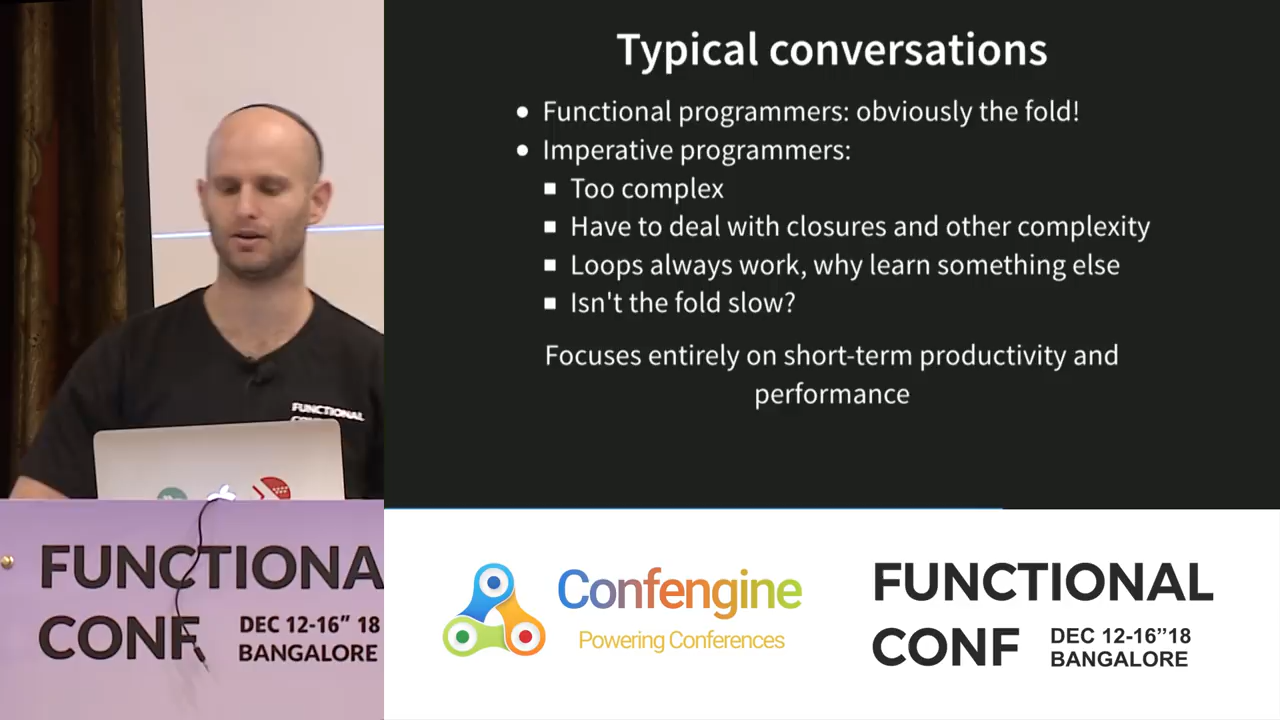 Typical conversations
Functional programmers: obviously the fold!
Imperative programmers:
Too complex
Have to deal with closures and other complexity
Loops always work, why learn something else
Isn't the fold slow?
Focuses entirely on short-term productivity and
performance
FUNCTIONAL
FUNCTIONA
CONF
DEC 12-16” 18
BANGALORE
Confengine
Powering Conferences
FUNCTIONAL
CONF
DEC 12-16”18
BANGALORE